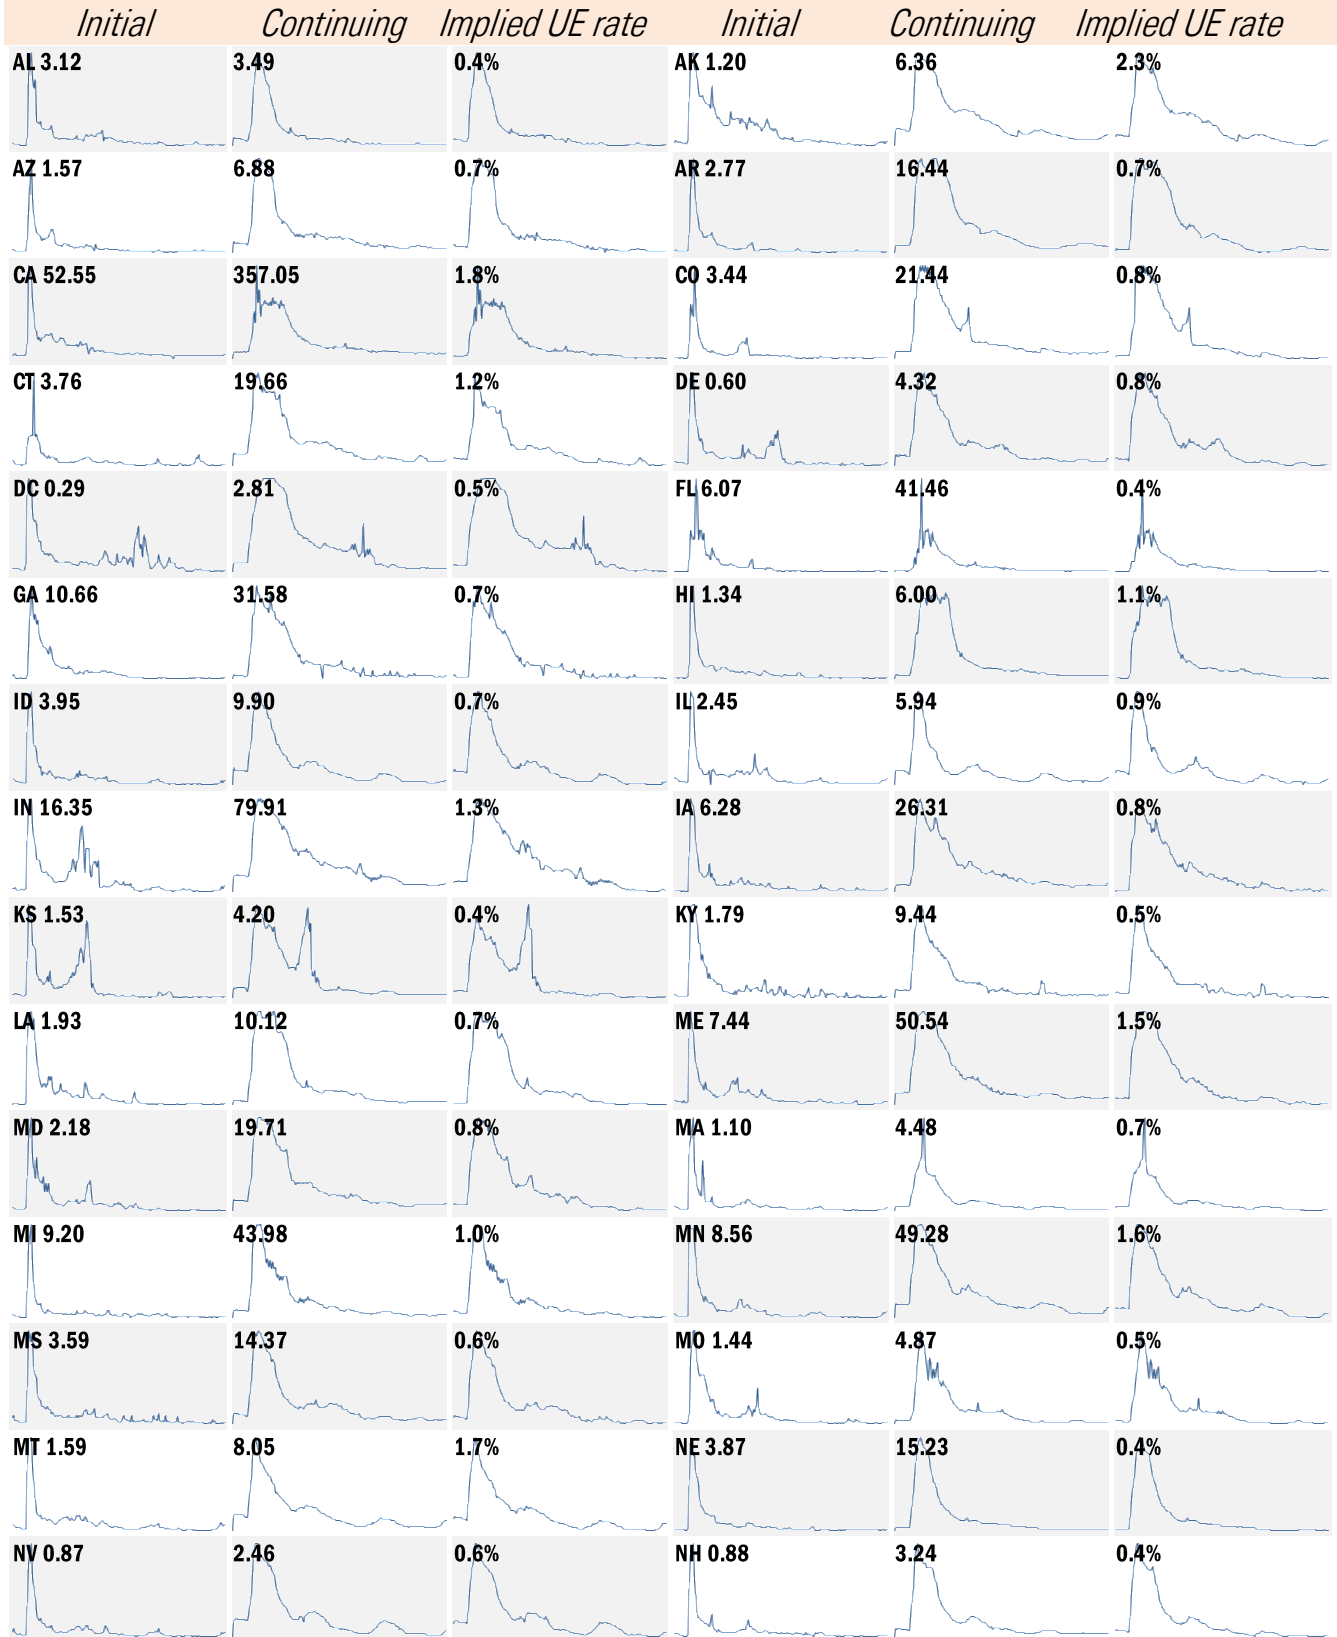 Initial Continuing Implied UE rate Initial Continuing Implied UE rate
AL 3.12 3.49 0.4% AK 1.20 6.36 2.3%
AZ 1.57 6.88 0.7% AR 2.77 16.44 0.7%
CA 52.55 357.05 1.8% CO 3.44 21.44 0.8%
CT 3.76 19.66 1.2% DE 0.60 4.32 0.8%
DC 0.29 2.81 0.5% FL 6.07 41.46 0.4%
GA 10.66 31.58 0.7% HI 1.34 6.00 1.1%
ID 3.95 9.90 0.7% IL 2.45 5.94 0.9%
IN 16.35 79.91 1.3% IA 6.28 26.31 0.8%
KS 1.53 4.20 0.4% KY 1.79 9.44 0.5%
LA 1.93 10.12 0.7% ME 7.44 50.54 1.5%
MD 2.18 19.71 0.8% MA 1.10 4.48 0.7%
MI 9.20 43.98 1.0% MN 8.56 49.28 1.6%
MS 3.59 14.37 0.6% MO 1.44 4.87 0.5%
MT 1.59 8.05 1.7% NE 3.87 15.23 0.4%
NV 0.87 2.46 0.6% NH 0.88 3.24 0.4%